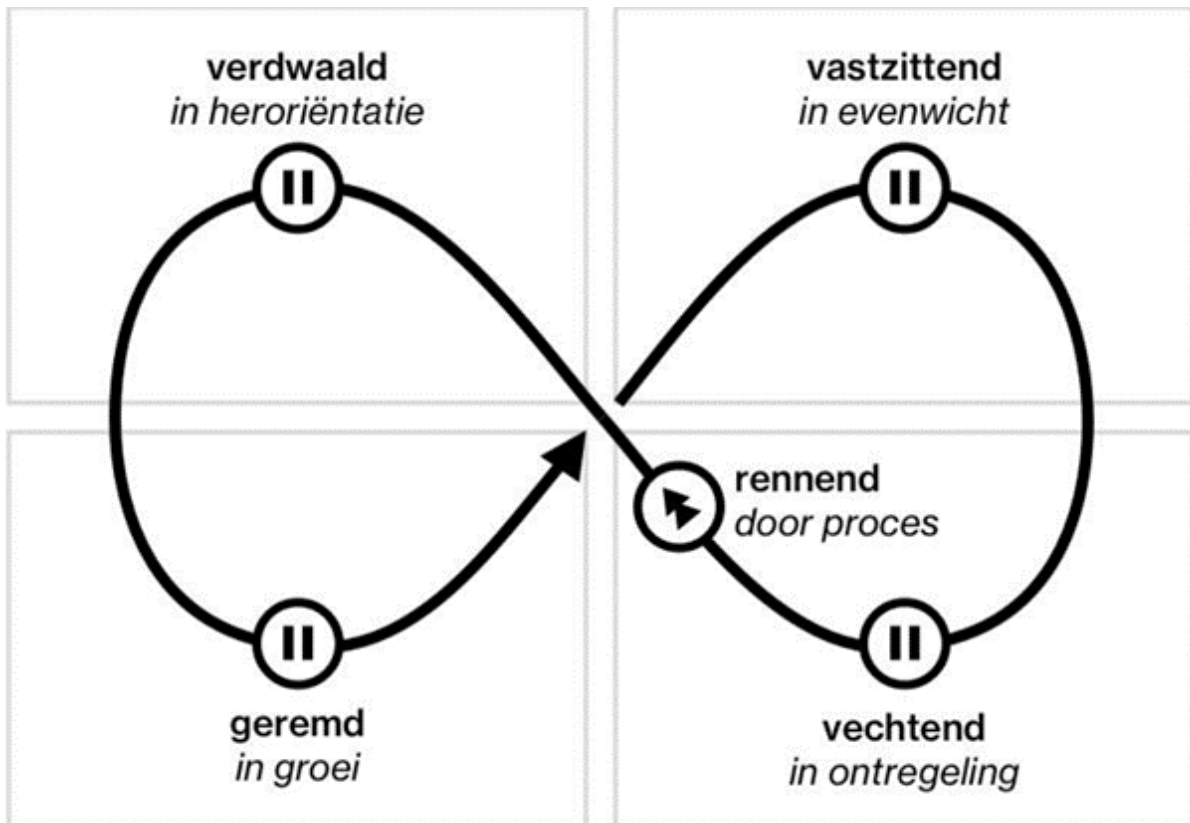 verdwaald
in heroriëntatie
vastzittend
in evenwicht
rennend
door proces
geremd
in groei
vechtend
in ontregeling